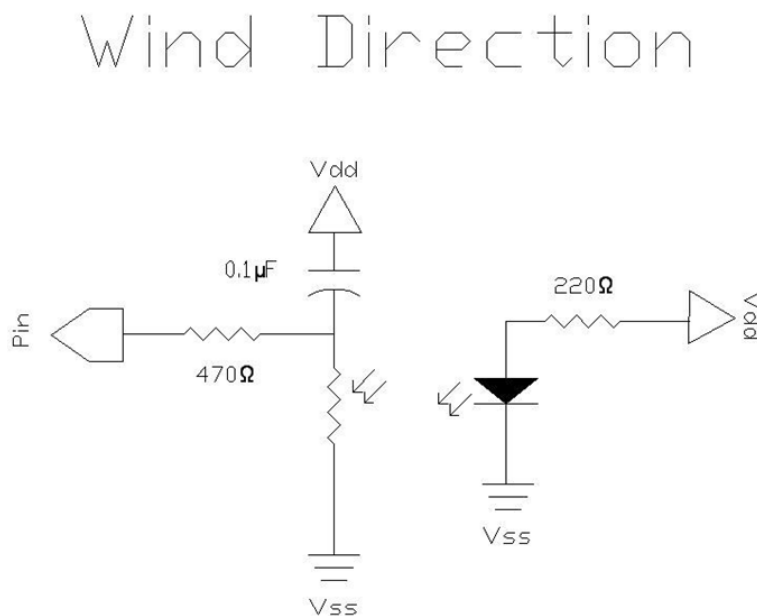 Wind Direction
Vdd
0.1µF
220Ω
Vdd
Pin
470Ω
Vss
Vss